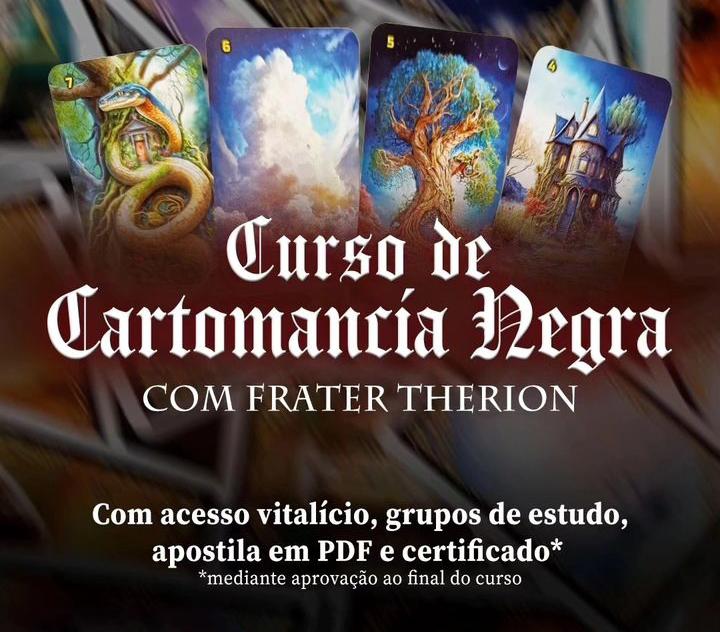 7
6
5
4
Curso de
Cartomancía Negra
COM FRATER THERION
Com acesso vitalício, grupos de estudo,
apostila em PDF e certificado*
*mediante aprovação ao final do curso